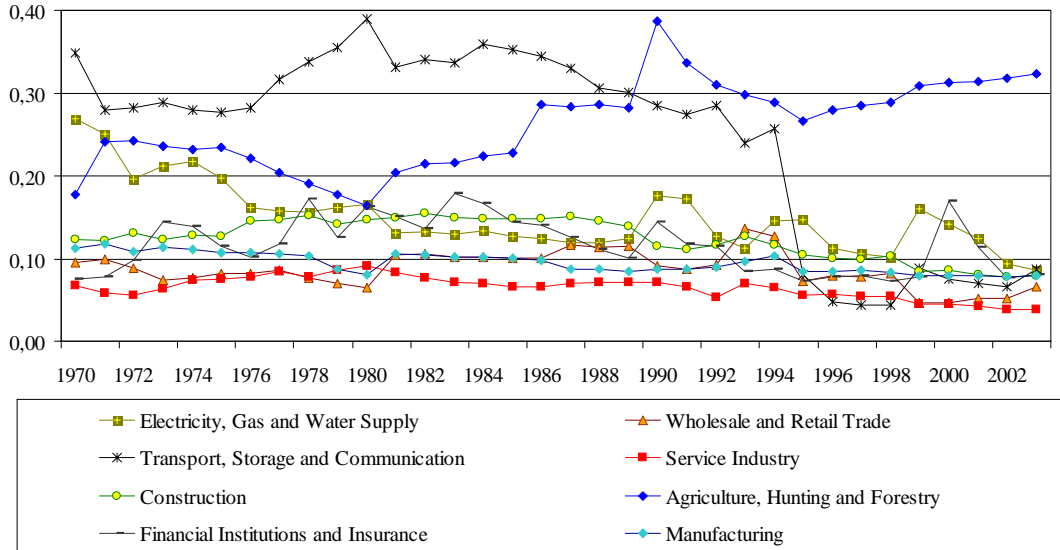 0,40
0,30
0,20
0,10
0,00
1970 1972 1974 1976 1978 1980 1982 1984 1986 1988 1990 1992 1994 1996 1998 2000 2002
Electricity, Gas and Water Supply Wholesale and Retail Trade
Transport, Storage and Communication Service Industry
Construction Agriculture, Hunting and Forestry
Financial Institutions and Insurance Manufacturing